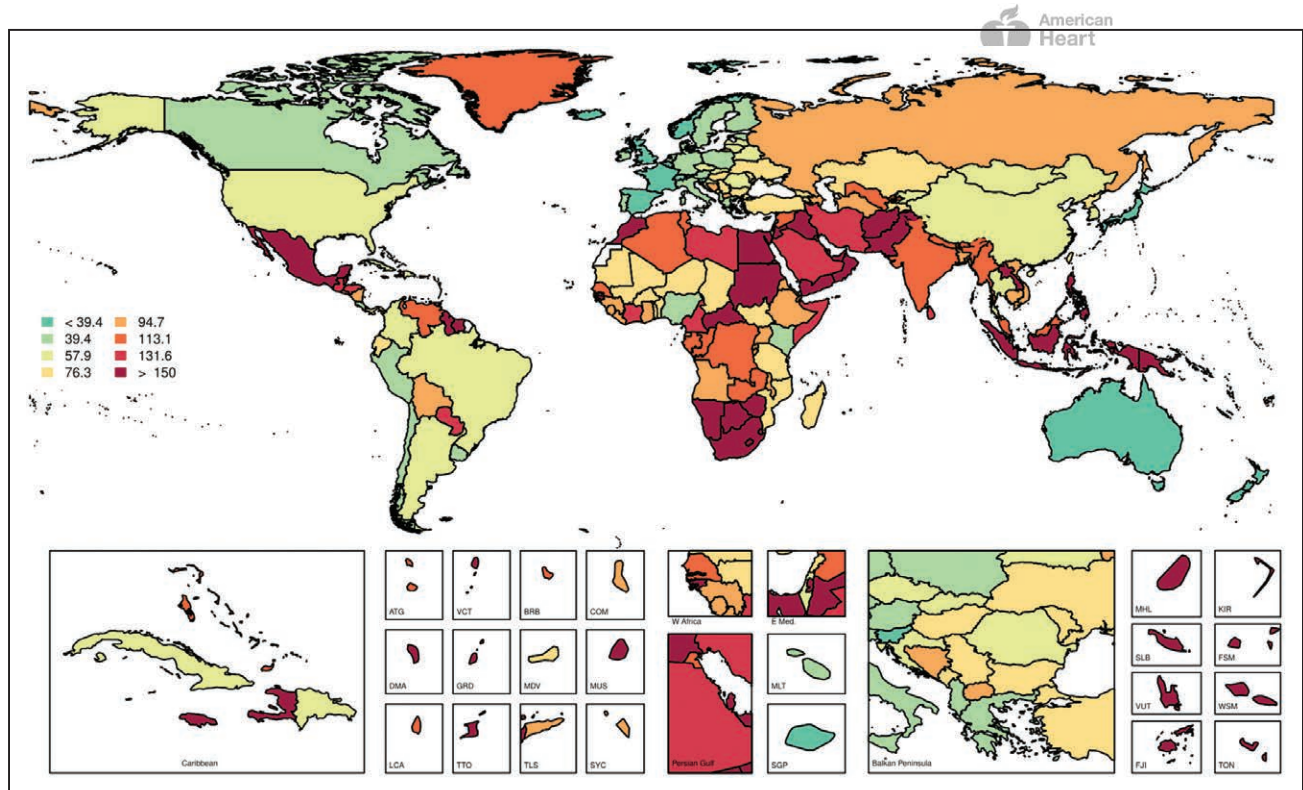 American
Heart
< 39.4
94.7
39.4
113.1
57.9
131.6
76.3
> 150
Caribbean
ATG
VCT
BRB
COM
DMA
GRD
MDV
MUS
LCA
TTO
TLS
SYC
W Africa
E Med.
Persian Gulf
MLT
SGP
Balkan Peninsula
MHL
KIR
SLB
FSM
VUT
WSM
FJI
TON